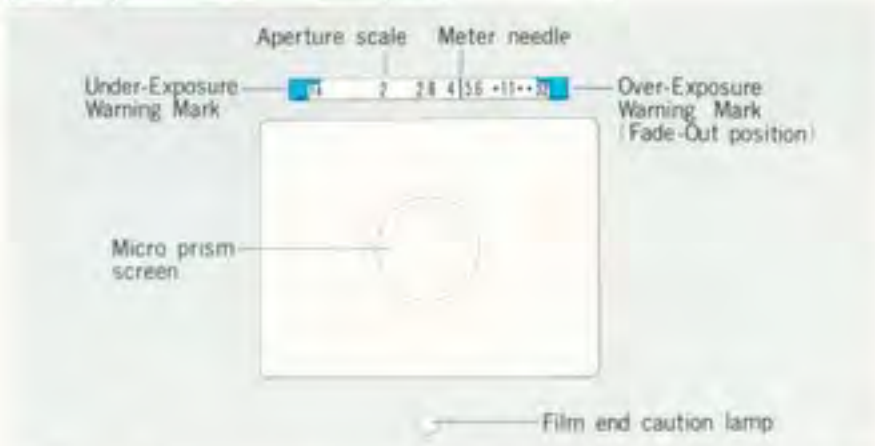 Aperture scale Meter needle
Under-Exposure
Warning Mark
2 2.8 4 5.6 •11•• 32
Over-Exposure
Warning Mark
(Fade-Out position)
Micro prism
screen
Film end caution lamp